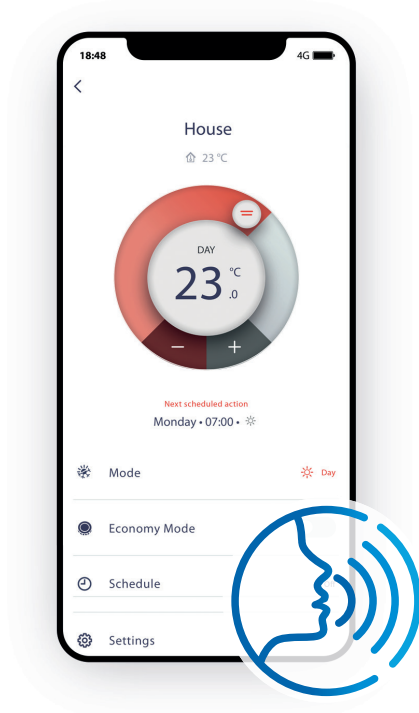 18:48
4G
House
23 °C
DAY
23 °C .0
− +
Next scheduled action
Monday • 07:00 •
Mode
Day
Economy Mode
Schedule
Settings